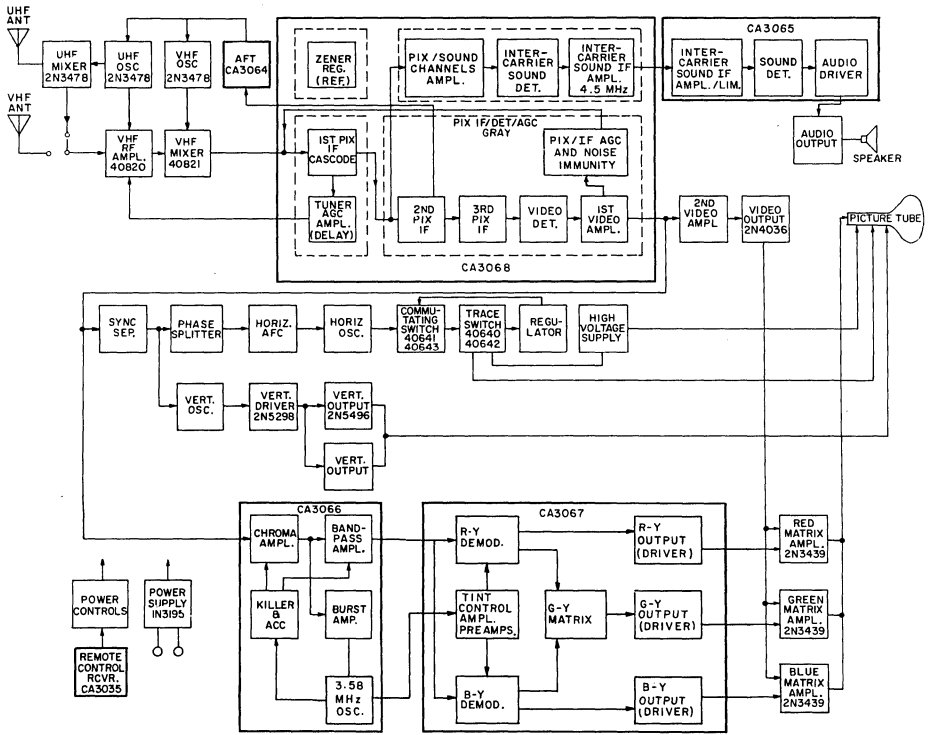 UHF
ANT
UHF
MIXER
2N3478
UHF
OSC
2N3478
VHF
OSC
2N3478
AFT
CA3064
VHF
ANT
VHF
RF
AMPL.
40820
VHF
MIXER
40821
ZENER
REG.
(REF.)
PIX/SOUND
CHANNELS
AMPL.
INTER-
CARRIER
SOUND
DET.
INTER-
CARRIER
SOUND IF
AMPL.
4.5 MHz
CA3065
INTER-
CARRIER
SOUND IF
AMPL./LIM.
SOUND
DET.
AUDIO
DRIVER
AUDIO
OUTPUT
SPEAKER
PIX IF/DET/AGC
GRAY
1ST PIX
IF
CASCODE
TUNER
AGC
AMPL.
(DELAY)
PIX/IF AGC
AND NOISE
IMMUNITY
2ND
PIX
IF
3RD
PIX
IF
VIDEO
DET.
1ST
VIDEO
AMPL.
CA3068
2ND
VIDEO
AMPL
VIDEO
OUTPUT
2N4036
PICTURE TUBE
SYNC
SEP.
PHASE
SPLITTER
HORIZ.
AFC
HORIZ
OSC.
COMMU-
TATING
SWITCH
40641
40643
TRACE
SWITCH
40640
40642
REGU-
LATOR
HIGH
VOLTAGE
SUPPLY
VERT.
OSC.
VERT.
DRIVER
2N5298
VERT.
OUTPUT
2N5496
VERT.
OUTPUT
CA3066
CHROMA
AMPL.
BAND-
PASS
AMPL.
KILLER
&
ACC
BURST
AMP.
3.58
MHz
OSC.
CA3067
R-Y
DEMOD.
TINT
CONTROL
AMPL.
PREAMPS.
B-Y
DEMOD.
G-Y
MATRIX
R-Y
OUTPUT
(DRIVER)
G-Y
OUTPUT
(DRIVER)
B-Y
OUTPUT
(DRIVER)
RED
MATRIX
AMPL.
2N3439
GREEN
MATRIX
AMPL.
2N3439
BLUE
MATRIX
AMPL.
2N3439
POWER
CONTROLS
POWER
SUPPLY
IN3195
REMOTE
CONTROL
RCVR.
CA3035